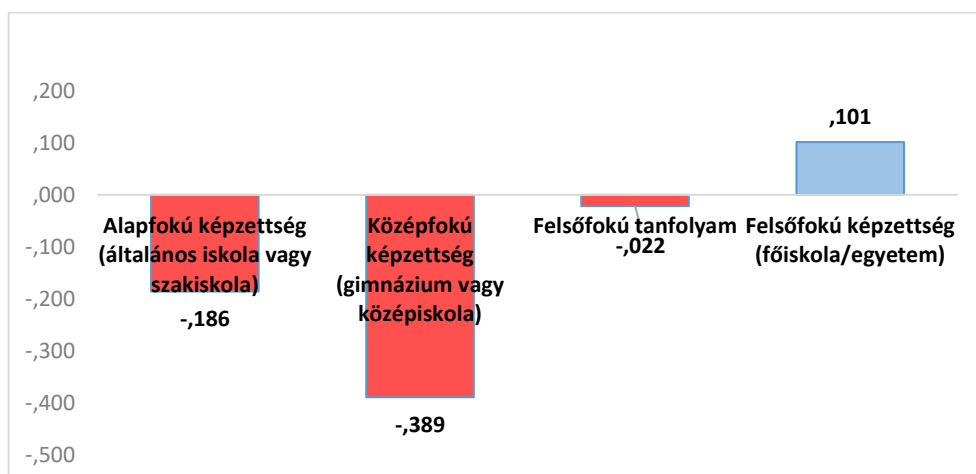 ,200
,100
,000
-,100
-,200
-,300
-,400
-,500
,101
Alapfokú képzettség
(általános iskola vagy
szakiskola)
-,186
Középfokú
képzettség
(gimnázium vagy
középiskola)
-,389
Felsőfokú tanfolyam
-,022
Felsőfokú képzettség
(főiskola/egyetem)